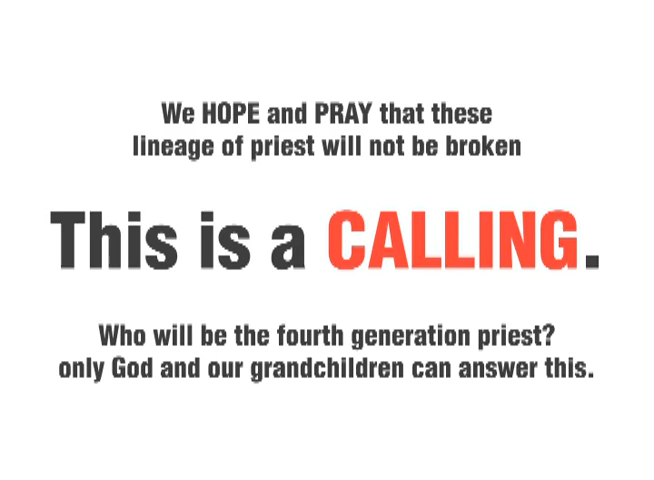 We HOPE and PRAY that these
lineage of priest will not be broken
This is a CALLING.
Who will be the fourth generation priest?
only God and our grandchildren can answer this.